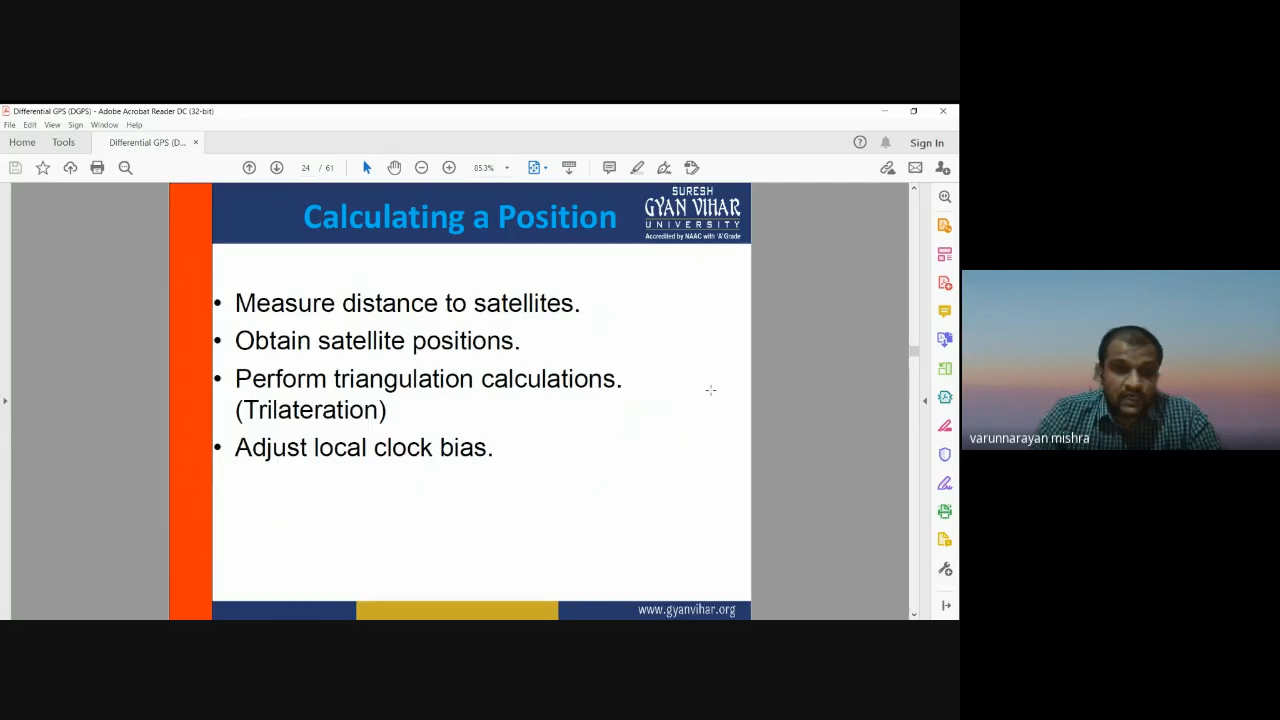 Differential GPS (DGPS) - Adobe Acrobat Reader DC (32-bit)
File Edit View Sign Window Help
Home Tools Differential GPS (D... × Sign In
24 / 61 85.3%
Calculating a Position
SURESH
GYAN VIHAR
UNIVERSITY
Accredited by NAAC with 'A' Grade
• Measure distance to satellites.
• Obtain satellite positions.
• Perform triangulation calculations.
(Trilateration)
• Adjust local clock bias.
www.gyanvihar.org
varunnarayan mishra